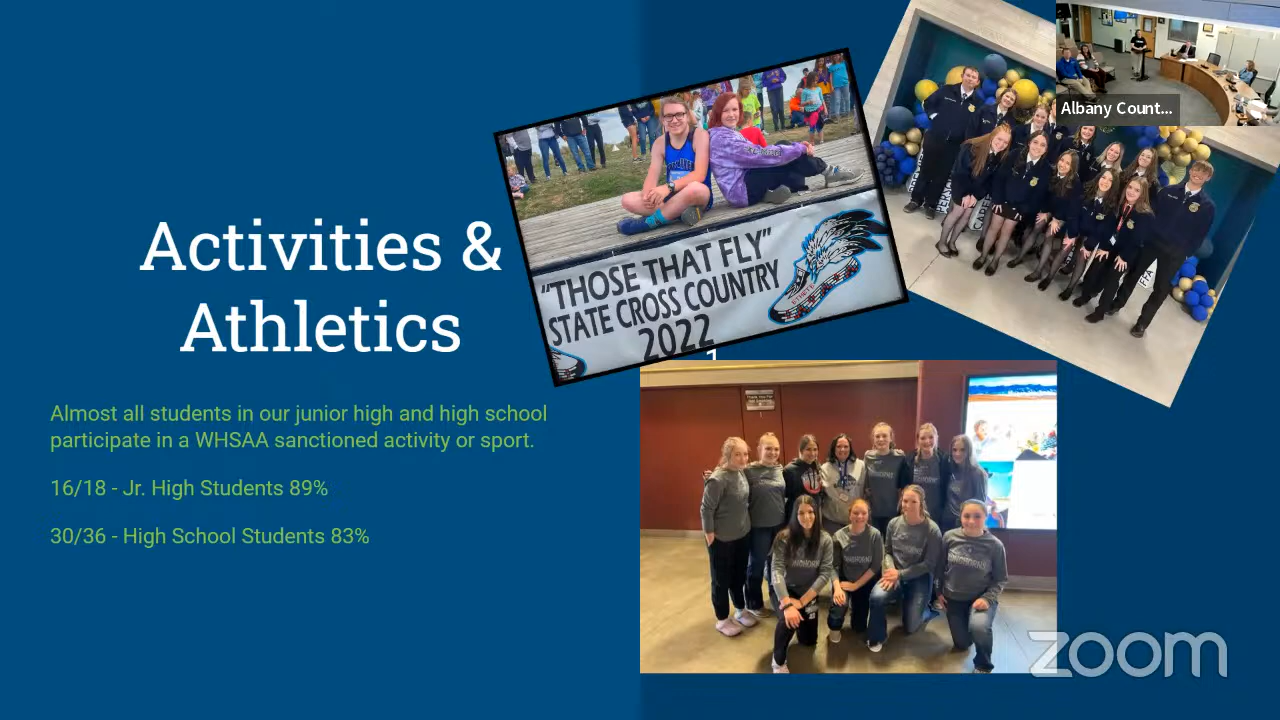 Activities &
Athletics
Almost all students in our junior high and high school
participate in a WHSAA sanctioned activity or sport.
16/18 - Jr. High Students 89%
30/36 - High School Students 83%
"THOSE THAT FLY"
STATE CROSS COUNTRY
2022
1
FFA
Albany Count...
zoom